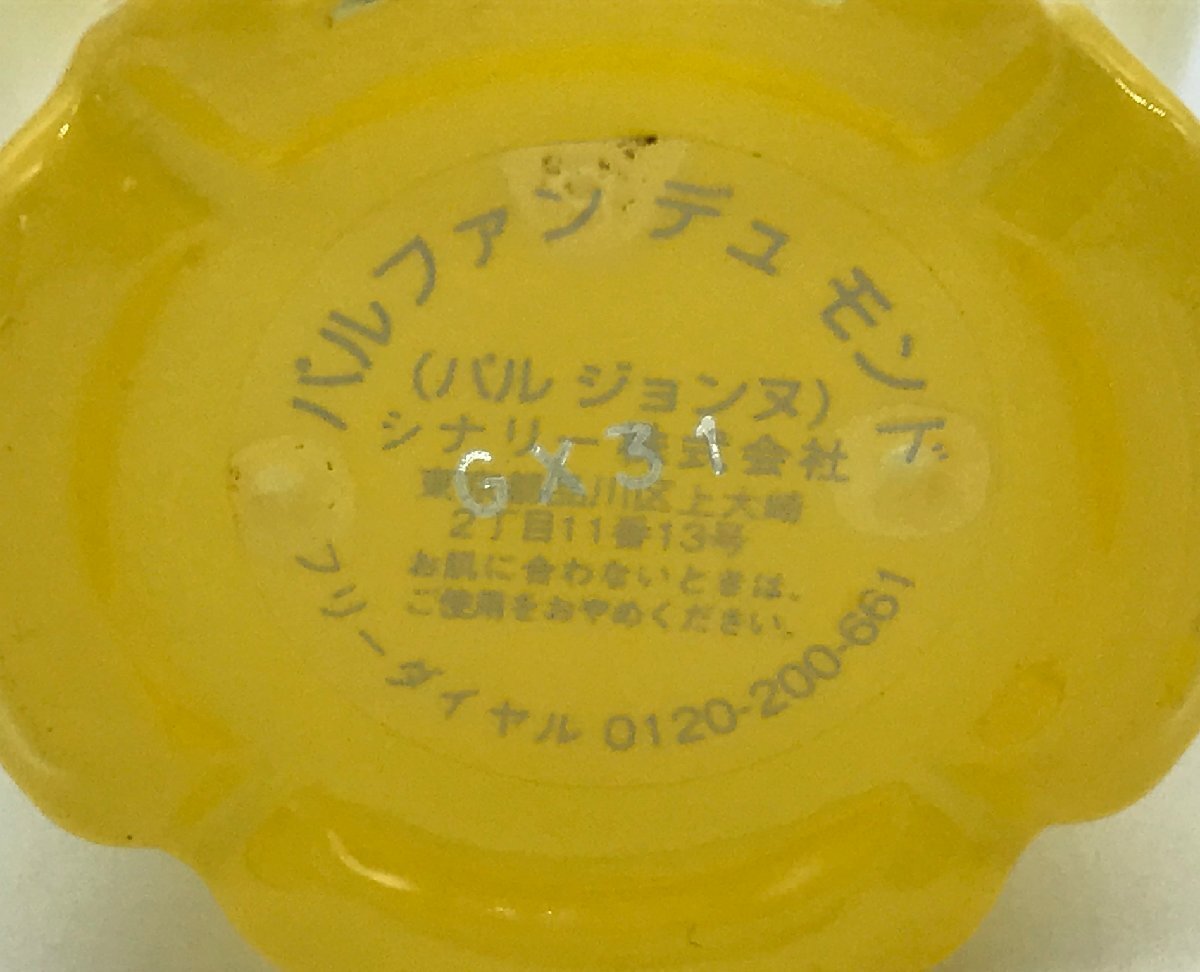 パルファン デュ モンド
(パル ジョンヌ)
シナリー株式会社
GX31
東京都品川区上大崎
2丁目11番13号
お肌に合わないときは、
ご使用をおやめください。
フリーダイヤル 0120-200-661